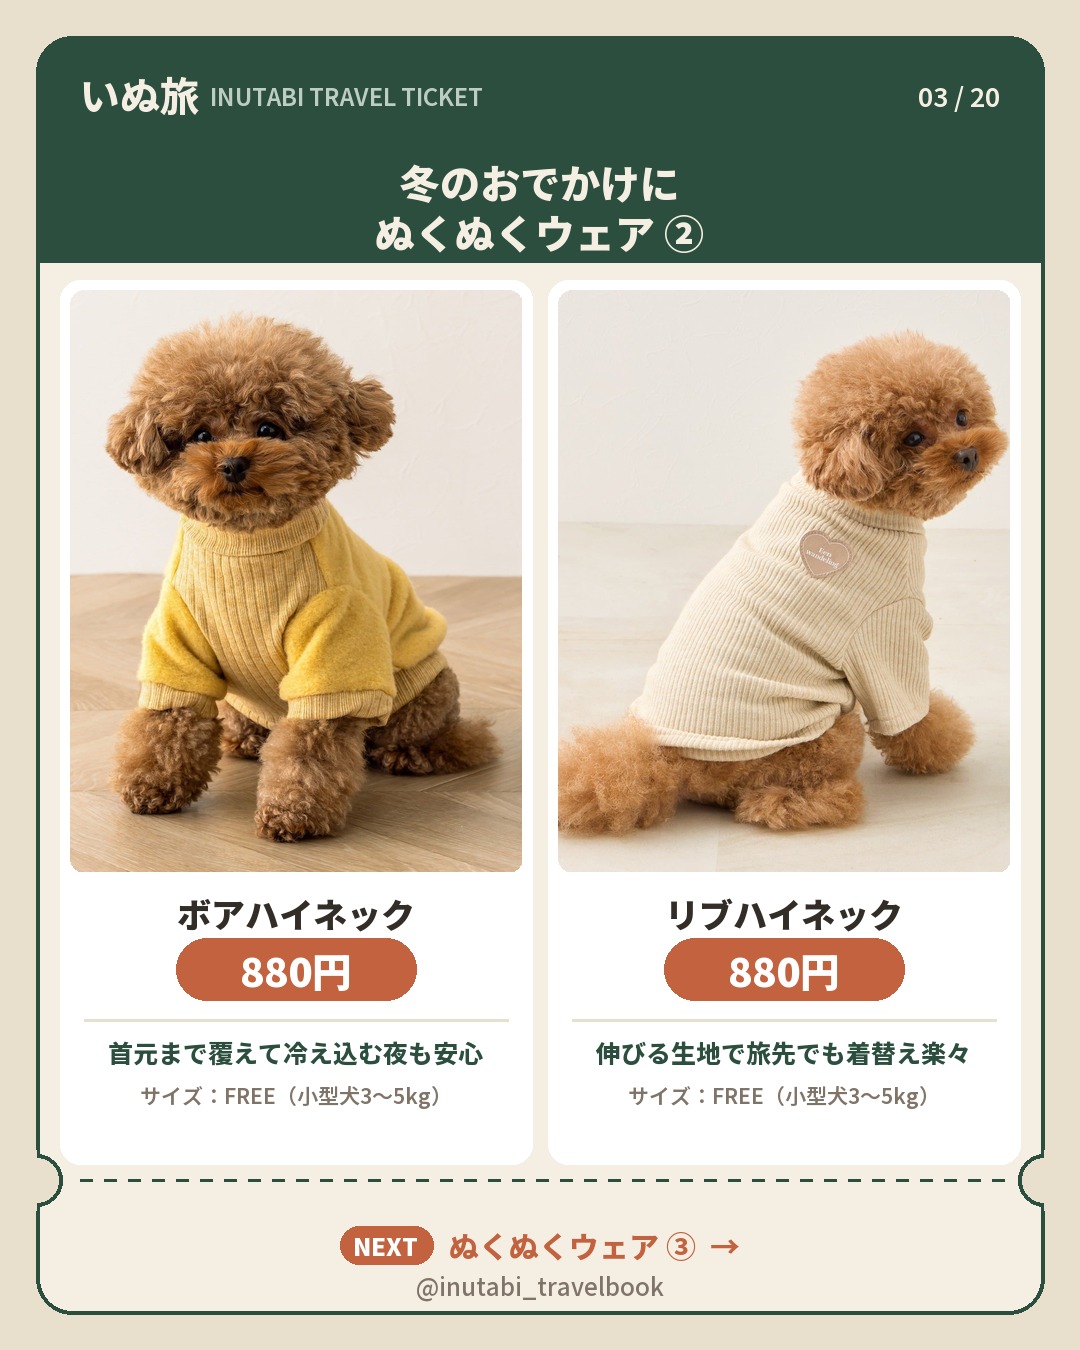 いぬ旅 INUTABI TRAVEL TICKET
03 / 20
冬のおでかけに
ぬくぬくウェア ②
ボアハイネック
880円
首元まで覆えて冷え込む夜も安心
サイズ：FREE（小型犬3〜5kg）
リブハイネック
880円
伸びる生地で旅先でも着替え楽々
サイズ：FREE（小型犬3〜5kg）
NEXT ぬくぬくウェア ③ →
@inutabi_travelbook